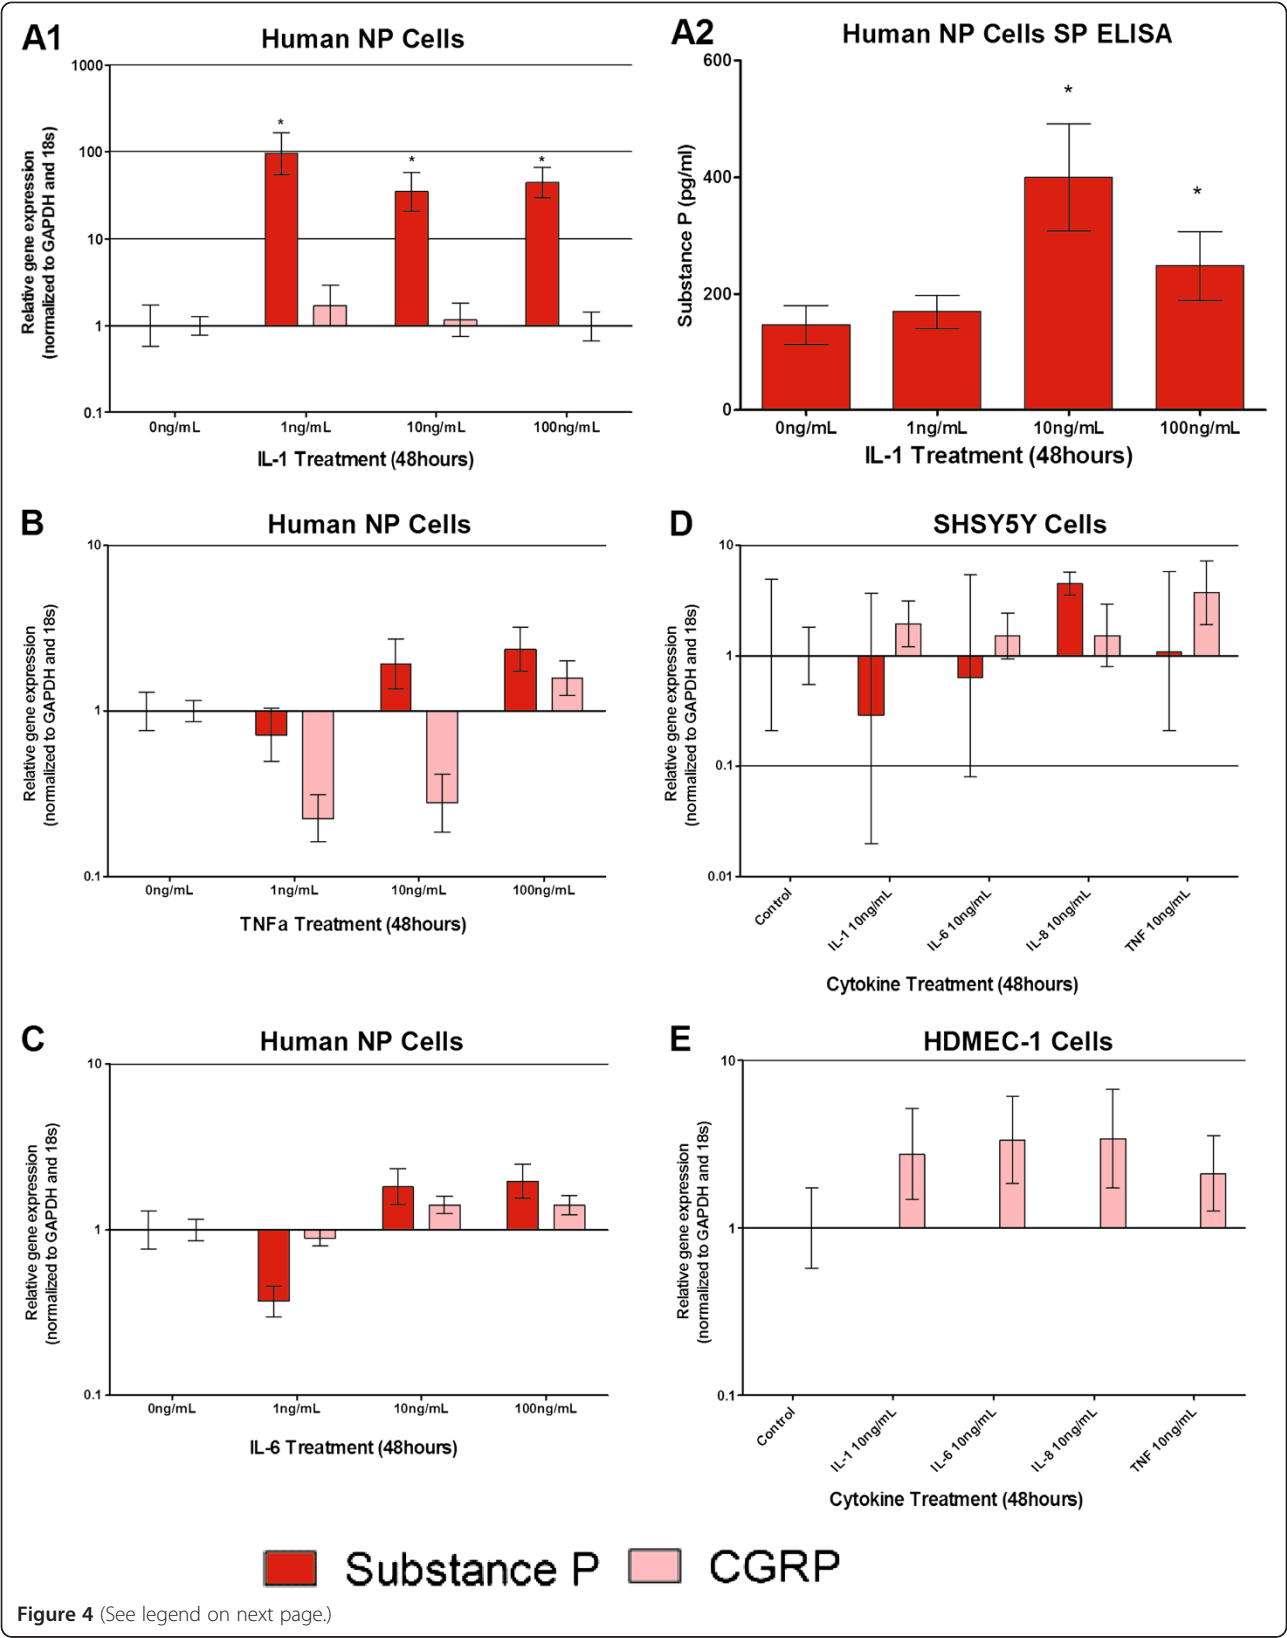 A1
Human NP Cells
Relative gene expression
(normalized to GAPDH and 18s)
1000
100
10
1
0.1
*
*
*
0ng/mL 1ng/mL 10ng/mL 100ng/mL
IL-1 Treatment (48hours)
A2
Human NP Cells SP ELISA
Substance P (pg/ml)
600
400
200
0
*
*
0ng/mL 1ng/mL 10ng/mL 100ng/mL
IL-1 Treatment (48hours)
B
Human NP Cells
Relative gene expression
(normalized to GAPDH and 18s)
10
1
0.1
0ng/mL 1ng/mL 10ng/mL 100ng/mL
TNFa Treatment (48hours)
D
SHSY5Y Cells
Relative gene expression
(normalized to GAPDH and 18s)
10
1
0.1
0.01
Control
IL-1 10ng/mL
IL-6 10ng/mL
IL-8 10ng/mL
TNF 10ng/mL
Cytokine Treatment (48hours)
C
Human NP Cells
Relative gene expression
(normalized to GAPDH and 18s)
10
1
0.1
0ng/mL 1ng/mL 10ng/mL 100ng/mL
IL-6 Treatment (48hours)
E
HDMEC-1 Cells
Relative gene expression
(normalized to GAPDH and 18s)
10
1
0.1
Control
IL-1 10ng/mL
IL-6 10ng/mL
IL-8 10ng/mL
TNF 10ng/mL
Cytokine Treatment (48hours)
Substance P CGRP
Figure 4 (See legend on next page.)